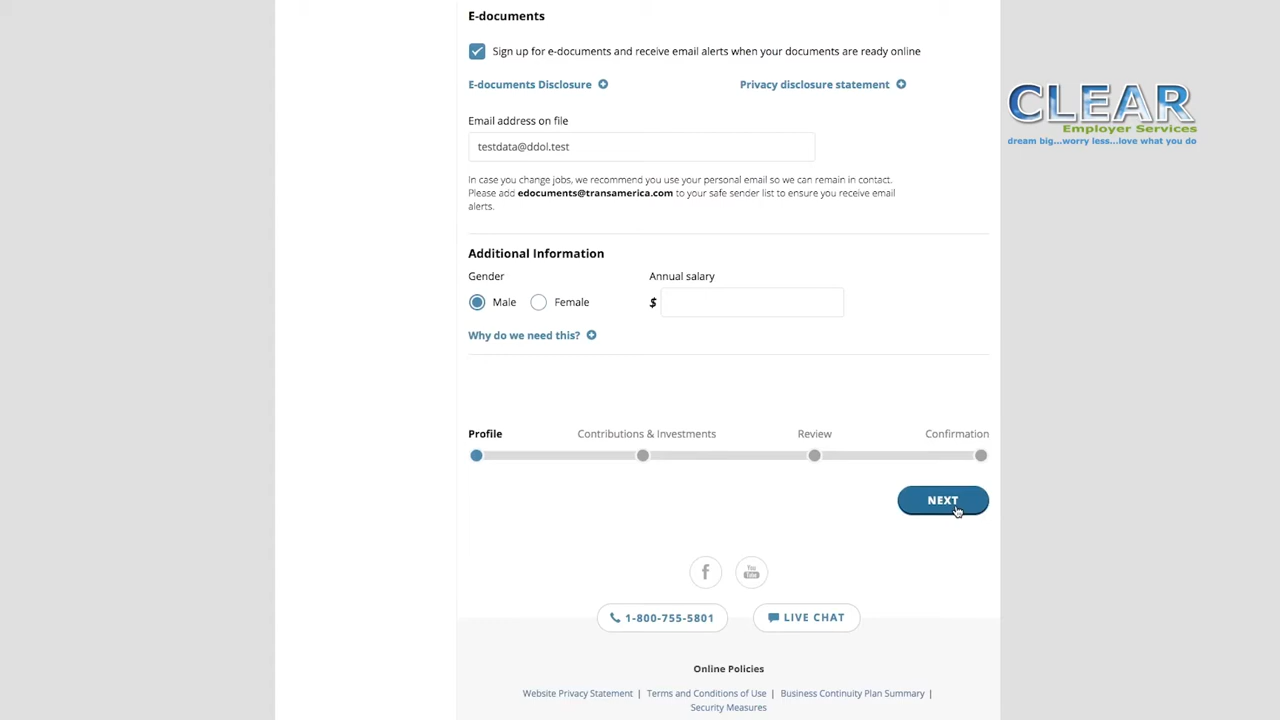 E-documents
Sign up for e-documents and receive email alerts when your documents are ready online
E-documents Disclosure
Privacy disclosure statement
CLEAR
Employer Services
dream big...worry less...love what you do
Email address on file
testdata@ddol.test
In case you change jobs, we recommend you use your personal email so we can remain in contact.
Please add edocuments@transamerica.com to your safe sender list to ensure you receive email
alerts.
Additional Information
Gender
Annual salary
Male
Female
$
Why do we need this?
Profile
Contributions & Investments
Review
Confirmation
NEXT
f
You
Tube
1-800-755-5801
LIVE CHAT
Online Policies
Website Privacy Statement | Terms and Conditions of Use | Business Continuity Plan Summary |
Security Measures